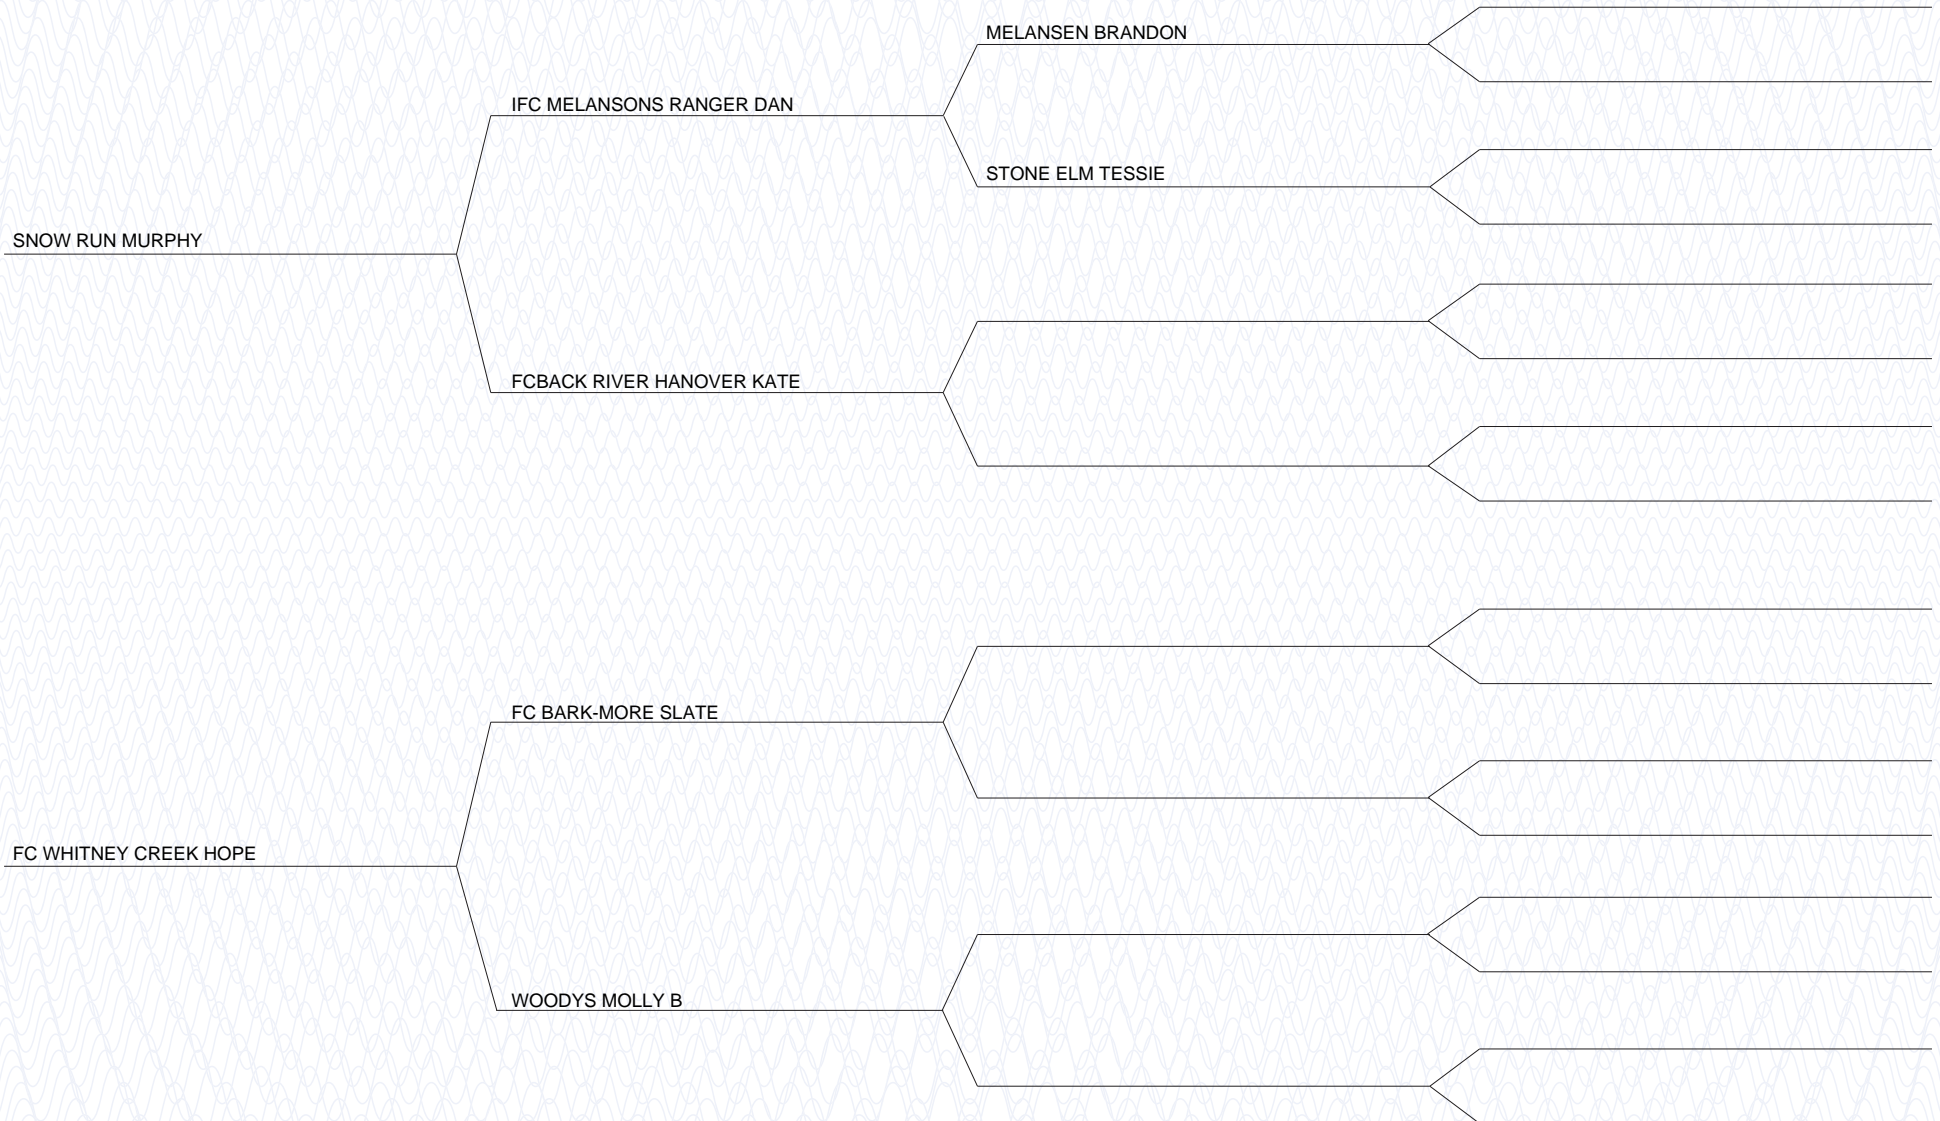 MELANSEN BRANDON
IFC MELANSONS RANGER DAN
STONE ELM TESSIE
SNOW RUN MURPHY
FCBACK RIVER HANOVER KATE
FC BARK-MORE SLATE
FC WHITNEY CREEK HOPE
WOODYS MOLLY B